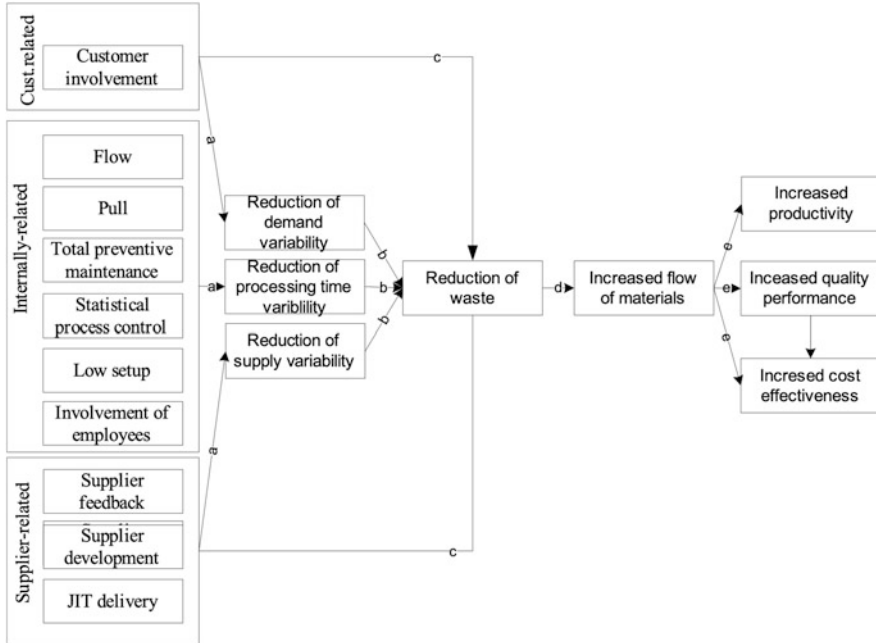 Cust.related
Customer
involvement
Internally-related
Flow
Pull
Total preventive
maintenance
Statistical
process control
Low setup
Involvement of
employees
Supplier-related
Supplier
feedback
Supplier
development
JIT delivery
a
a
a
c
c
Reduction of
demand
variability
Reduction of
processing time
varibility
Reduction of
supply variability
b
b
b
Reduction of
waste
d
Increased flow
of materials
e
e
e
Increased
productivity
Inceased quality
performance
Incresed cost
effectiveness